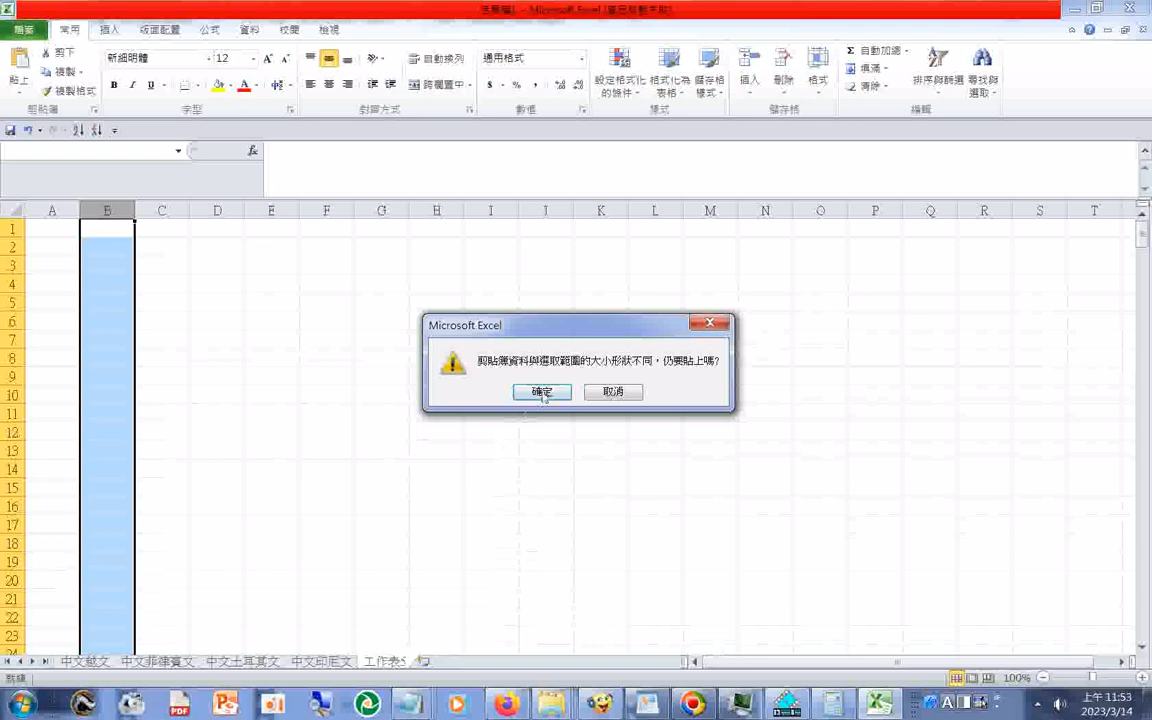 檔案 常用 插入 版面配置 公式 資料 校閱 檢視
剪下 新細明體 12 自動換列 通用格式 自動加總
貼上 複製 跨欄置中 設定格式化的條件 格式化為表格 儲存格樣式 插入 刪除 格式 填滿 排序與篩選 尋找與選取
複製格式 清除
剪貼簿 字型 對齊方式 數值 樣式 儲存格 編輯
A B C D E F G H I J K L M N O P Q R S T
1
2
3
4
5
6
7
8
9
10
11
12
13
14
15
16
17
18
19
20
21
22
23
Microsoft Excel
剪貼簿資料與選取範圍的大小形狀不同，仍要貼上嗎?
確定 取消
中文越文 中文菲律賓文 中文土耳其文 中文印尼文 工作表5
就緒 100%
上午 11:53
2023/3/14